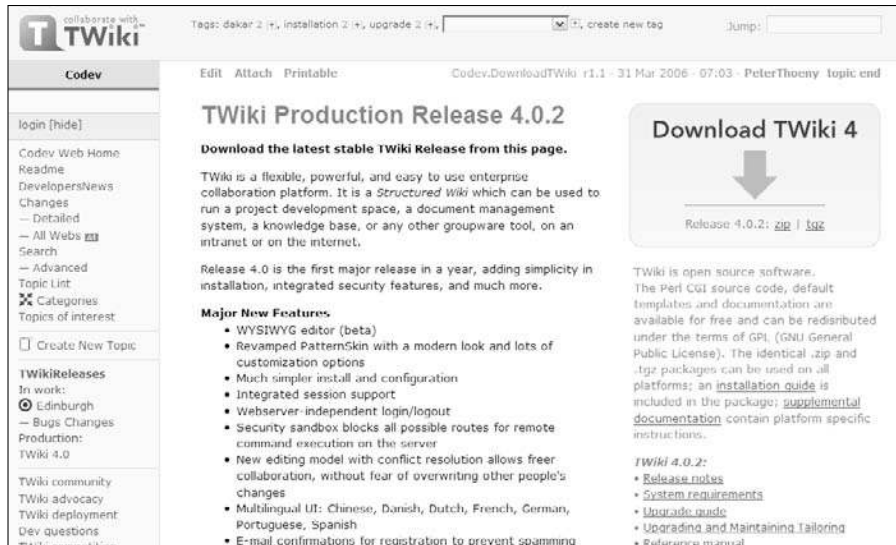 collaborate with
TWiki
Tags: dakar 2 [+], installation 2 [+], upgrade 2 [+],
[+], create new tag
Jump:
Codev
Edit Attach Printable
Codev.DownloadTWiki r1.1 - 31 Mar 2006 - 07:03 - PeterThoeny topic end
login [hide]
Codev Web Home
Readme
DevelopersNews
Changes
— Detailed
— All Webs
Search
— Advanced
Topic List
Categories
Topics of interest
Create New Topic
TWikiReleases
In work:
Edinburgh
— Bugs Changes
Production:
TWiki 4.0
TWiki community
TWiki advocacy
TWiki deployment
Dev questions
TWiki Production Release 4.0.2
Download the latest stable TWiki Release from this page.
TWiki is a flexible, powerful, and easy to use enterprise
collaboration platform. It is a Structured Wiki which can be used to
run a project development space, a document management
system, a knowledge base, or any other groupware tool, on an
intranet or on the internet.
Release 4.0 is the first major release in a year, adding simplicity in
installation, integrated security features, and much more.
Major New Features
• WYSIWYG editor (beta)
• Revamped PatternSkin with a modern look and lots of
customization options
• Much simpler install and configuration
• Integrated session support
• Webserver-independent login/logout
• Security sandbox blocks all possible routes for remote
command execution on the server
• New editing model with conflict resolution allows freer
collaboration, without fear of overwriting other people's
changes
• Multilingual UI: Chinese, Danish, Dutch, French, German,
Portuguese, Spanish
• E-mail confirmations for registration to prevent spamming
Download TWiki 4
Release 4.0.2: zip | tgz
TWiki is open source software.
The Perl CGI source code, default
templates and documentation are
available for free and can be redisributed
under the terms of GPL (GNU General
Public License). The identical .zip and
.tgz packages can be used on all
platforms; an installation guide is
included in the package; supplemental
documentation contain platform specific
instructions.
TWiki 4.0.2:
• Release notes
• System requirements
• Upgrade guide
• Upgrading and Maintaining Tailoring
• Reference manual